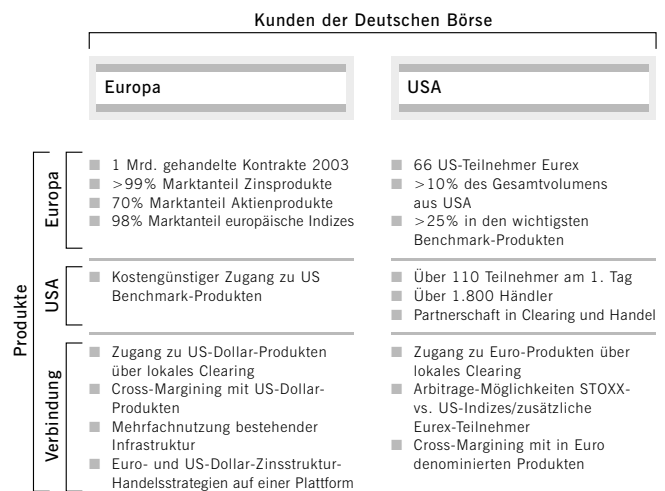 Kunden der Deutschen Börse
Europa
USA
Produkte
Europa
1 Mrd. gehandelte Kontrakte 2003
>99% Marktanteil Zinsprodukte
70% Marktanteil Aktienprodukte
98% Marktanteil europäische Indizes
66 US-Teilnehmer Eurex
>10% des Gesamtvolumens
aus USA
>25% in den wichtigsten
Benchmark-Produkten
USA
Kostengünstiger Zugang zu US
Benchmark-Produkten
Über 110 Teilnehmer am 1. Tag
Über 1.800 Händler
Partnerschaft in Clearing und Handel
Verbindung
Zugang zu US-Dollar-Produkten
über lokales Clearing
Cross-Margining mit US-Dollar-
Produkten
Mehrfachnutzung bestehender
Infrastruktur
Euro- und US-Dollar-Zinsstruktur-
Handelsstrategien auf einer Plattform
Zugang zu Euro-Produkten über
lokales Clearing
Arbitrage-Möglichkeiten STOXX-
vs. US-Indizes/zusätzliche
Eurex-Teilnehmer
Cross-Margining mit in Euro
denominierten Produkten